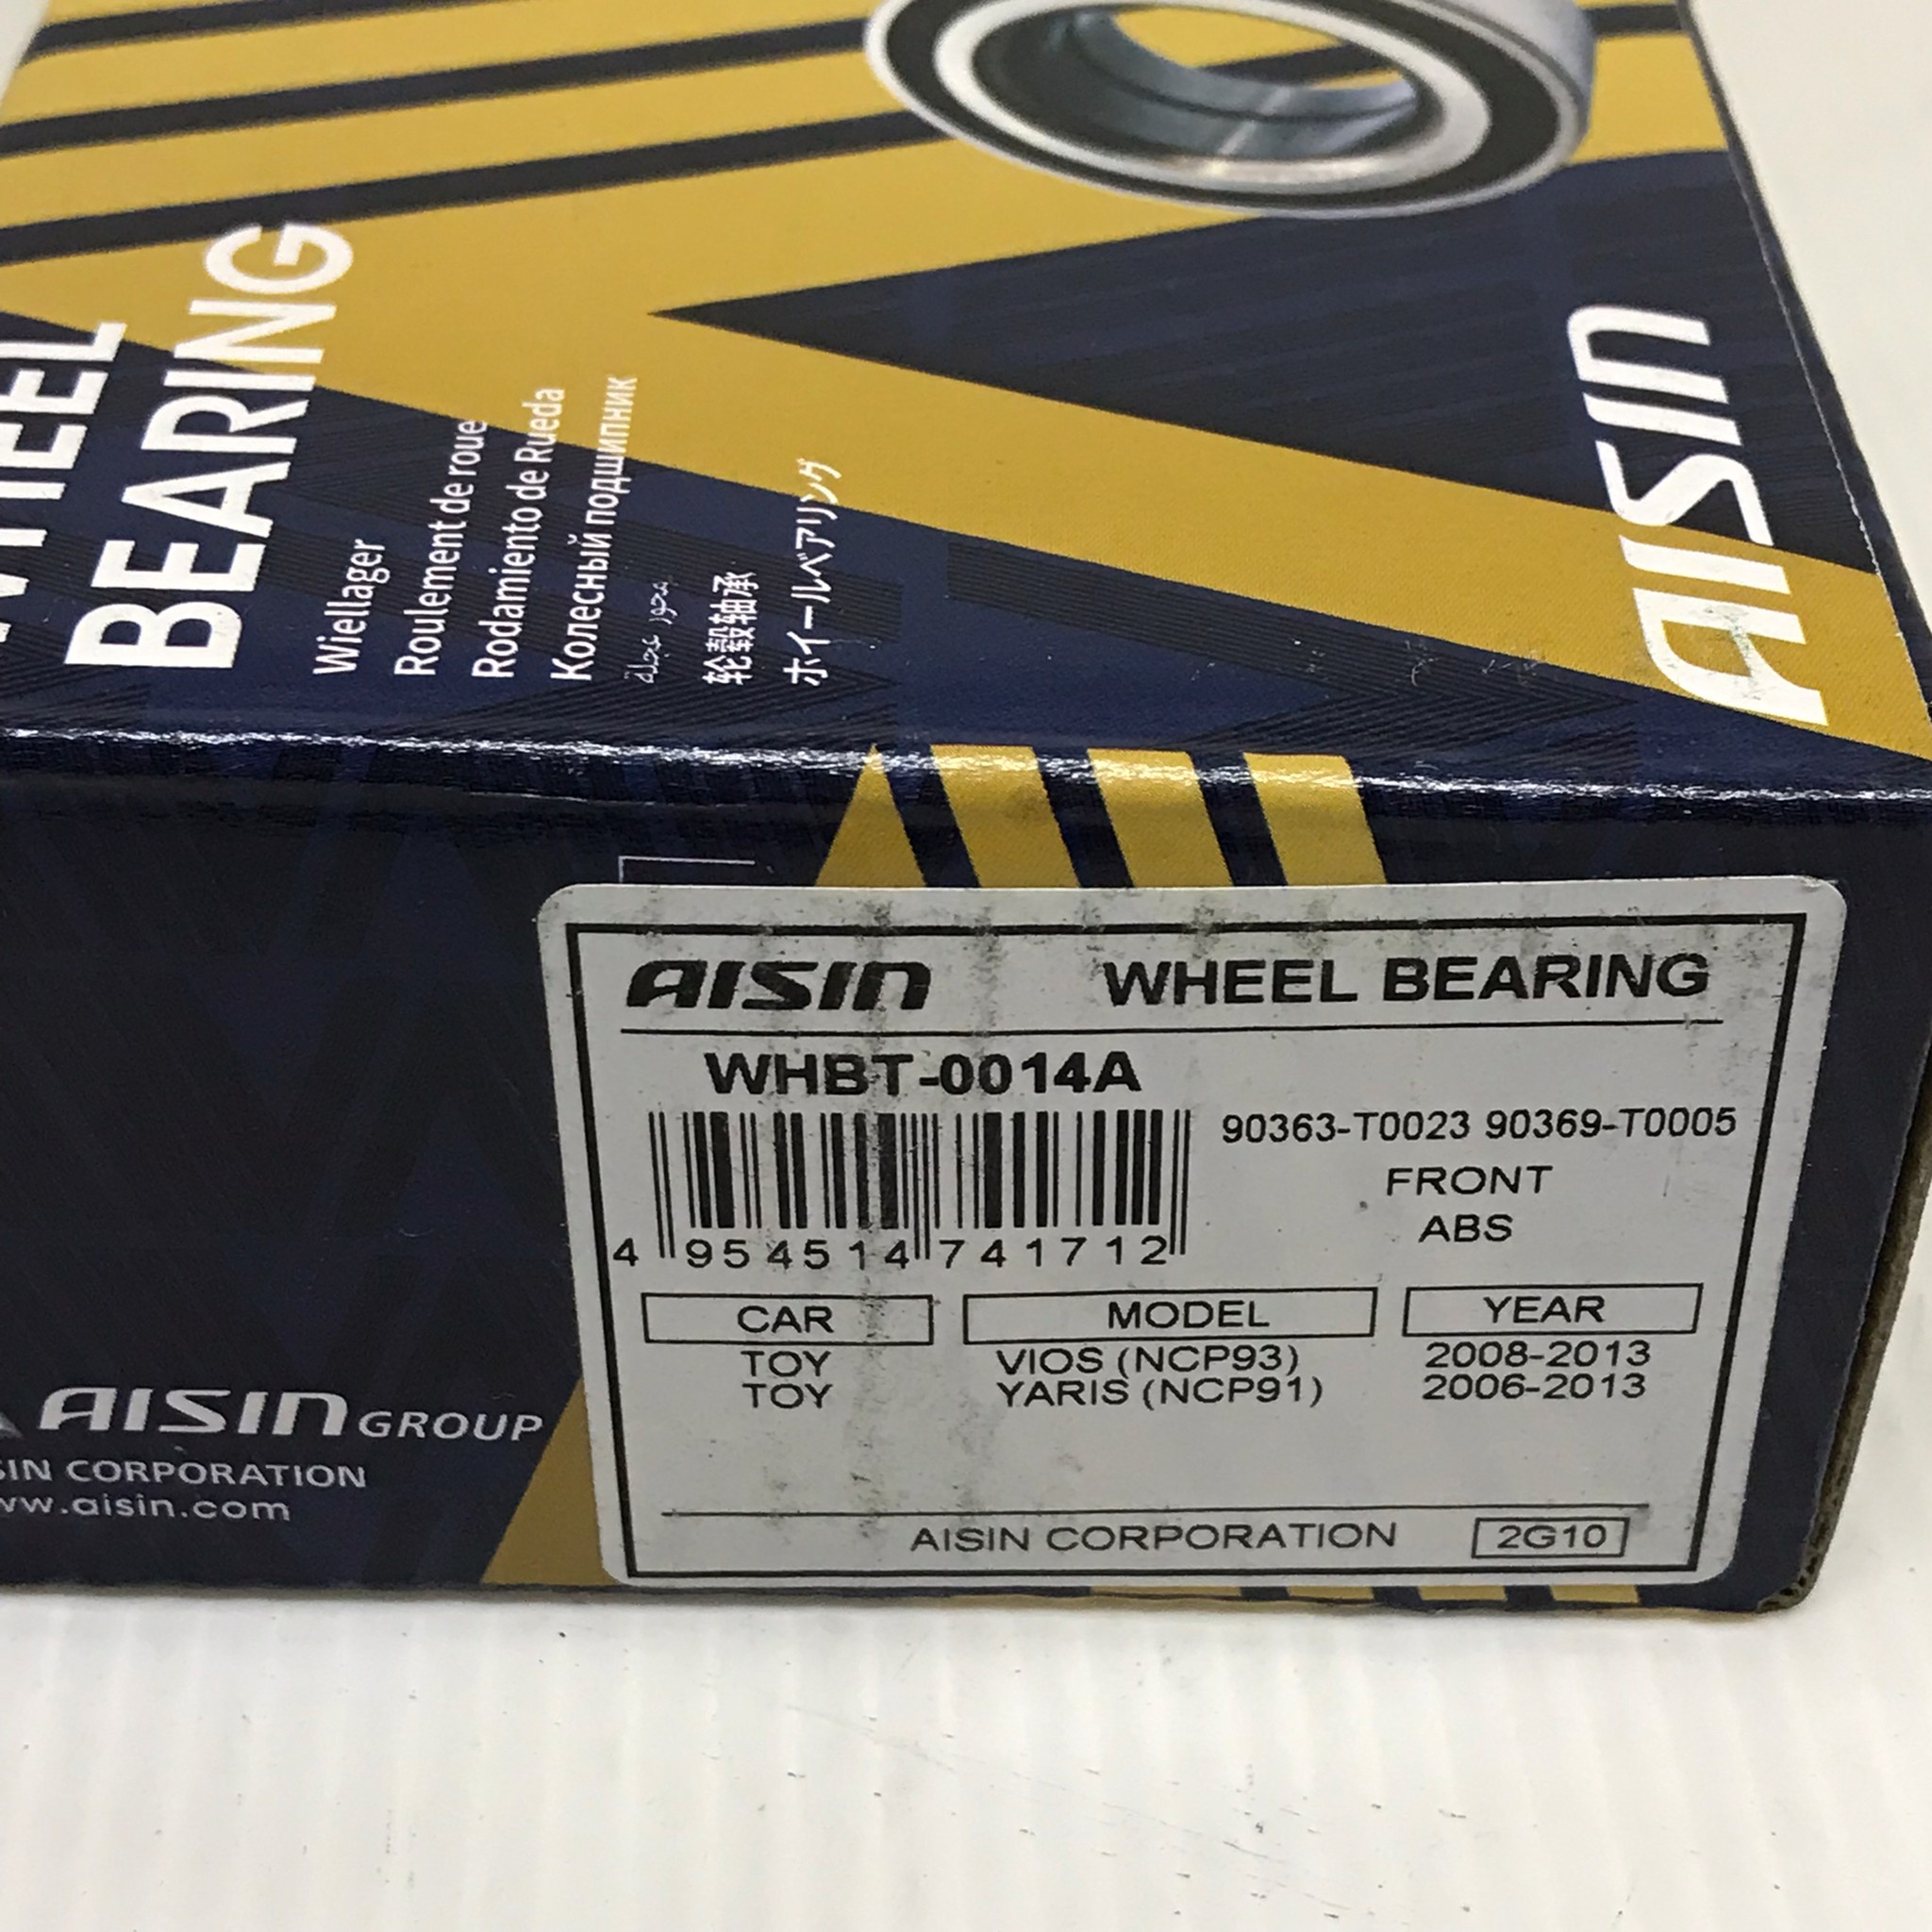 WHEEL
BEARING
Wiellager
Roulement de roue
Rodamiento de Rueda
Колесный подшипник
محور عجلة
轮毂轴承
ホイールベアリング
AISIN
AISIN WHEEL BEARING
WHBT-0014A
90363-T0023 90369-T0005
FRONT
ABS
4 954514 741712
CAR MODEL YEAR
TOY VIOS (NCP93) 2008-2013
TOY YARIS (NCP91) 2006-2013
AISIN CORPORATION 2G10
AISIN GROUP
SIN CORPORATION
ww.aisin.com